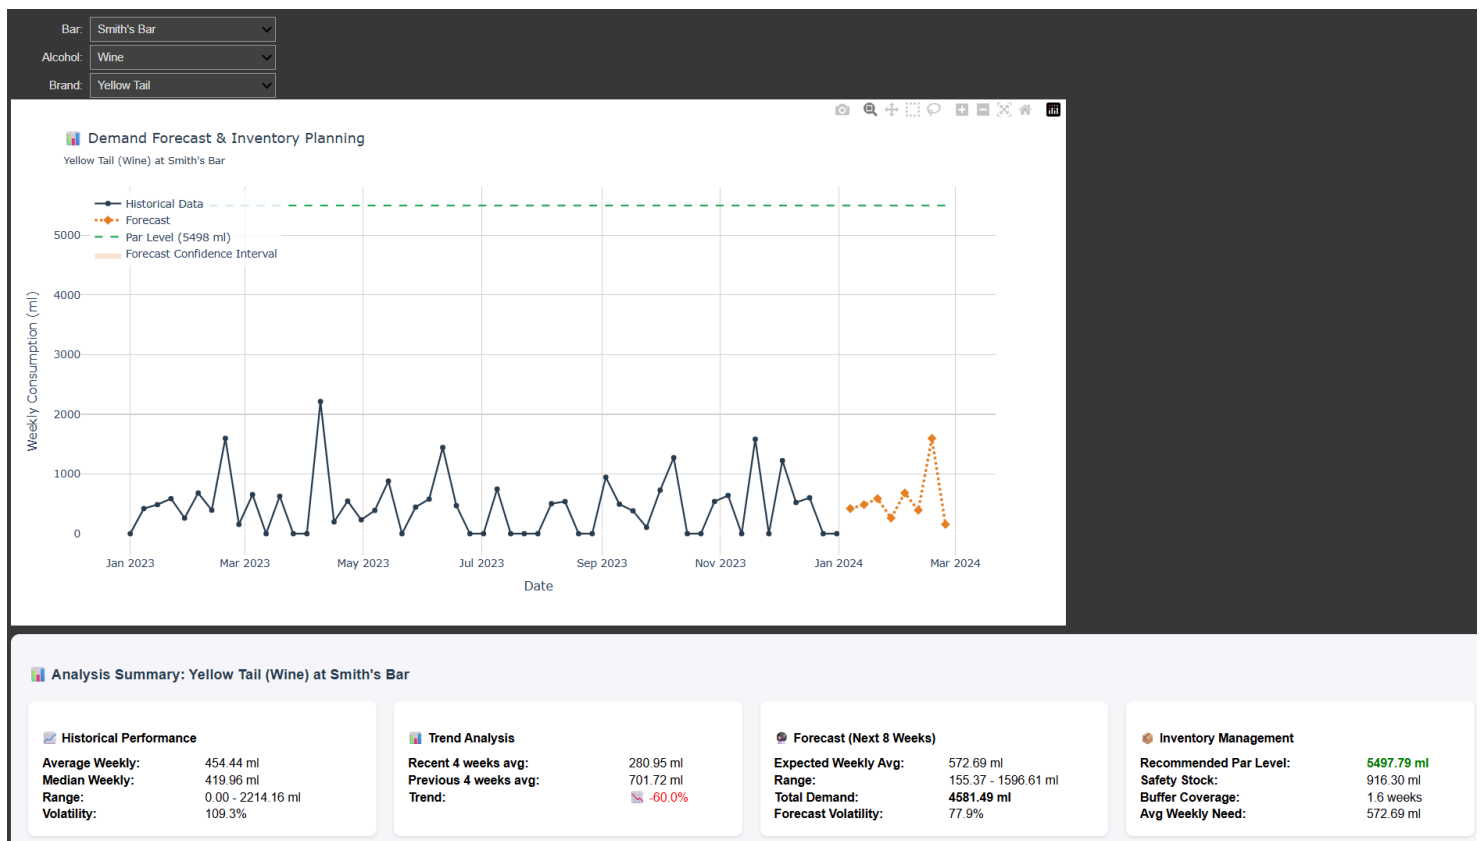 Bar: Smith's Bar
Alcohol: Wine
Brand: Yellow Tail
📊 Demand Forecast & Inventory Planning
Yellow Tail (Wine) at Smith's Bar
Historical Data
Forecast
Par Level (5498 ml)
Forecast Confidence Interval
Weekly Consumption (ml)
5000
4000
3000
2000
1000
0
Jan 2023 Mar 2023 May 2023 Jul 2023 Sep 2023 Nov 2023 Jan 2024 Mar 2024
Date
📊 Analysis Summary: Yellow Tail (Wine) at Smith's Bar
📈 Historical Performance
Average Weekly: 454.44 ml
Median Weekly: 419.96 ml
Range: 0.00 - 2214.16 ml
Volatility: 109.3%
📊 Trend Analysis
Recent 4 weeks avg: 280.95 ml
Previous 4 weeks avg: 701.72 ml
Trend: 📉 -60.0%
🔮 Forecast (Next 8 Weeks)
Expected Weekly Avg: 572.69 ml
Range: 155.37 - 1596.61 ml
Total Demand: 4581.49 ml
Forecast Volatility: 77.9%
📦 Inventory Management
Recommended Par Level: 5497.79 ml
Safety Stock: 916.30 ml
Buffer Coverage: 1.6 weeks
Avg Weekly Need: 572.69 ml